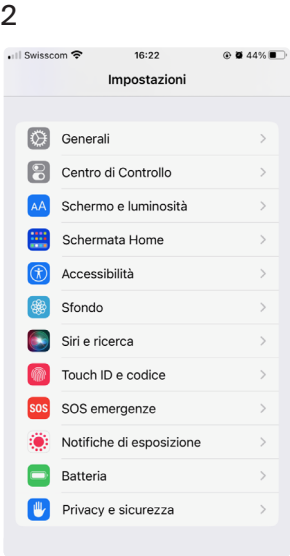 2
Swisscom 16:22 44%
Impostazioni
Generali
Centro di Controllo
AA Schermo e luminosità
Schermata Home
Accessibilità
Sfondo
Siri e ricerca
Touch ID e codice
SOS SOS emergenze
Notifiche di esposizione
Batteria
Privacy e sicurezza